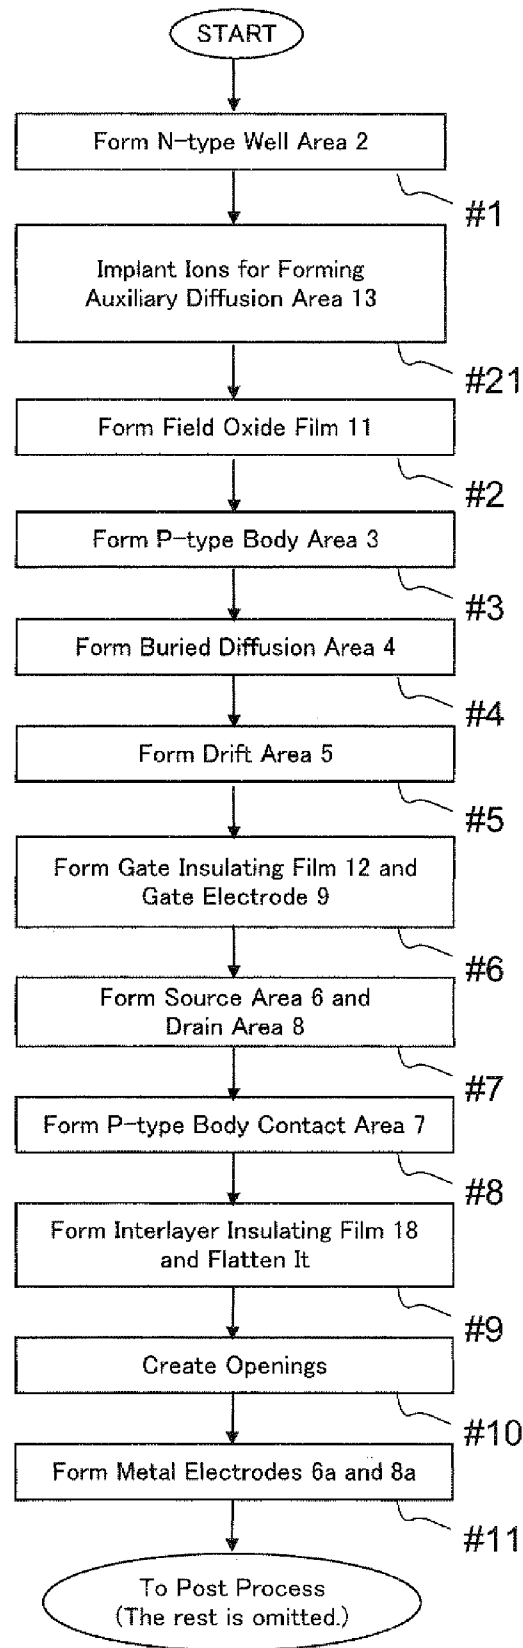 START
Form N-type Well Area 2
#1
Implant Ions for Forming
Auxiliary Diffusion Area 13
#21
Form Field Oxide Film 11
#2
Form P-type Body Area 3
#3
Form Buried Diffusion Area 4
#4
Form Drift Area 5
#5
Form Gate Insulating Film 12 and
Gate Electrode 9
#6
Form Source Area 6 and
Drain Area 8
#7
Form P-type Body Contact Area 7
#8
Form Interlayer Insulating Film 18
and Flatten It
#9
Create Openings
#10
Form Metal Electrodes 6a and 8a
#11
To Post Process
(The rest is omitted.)